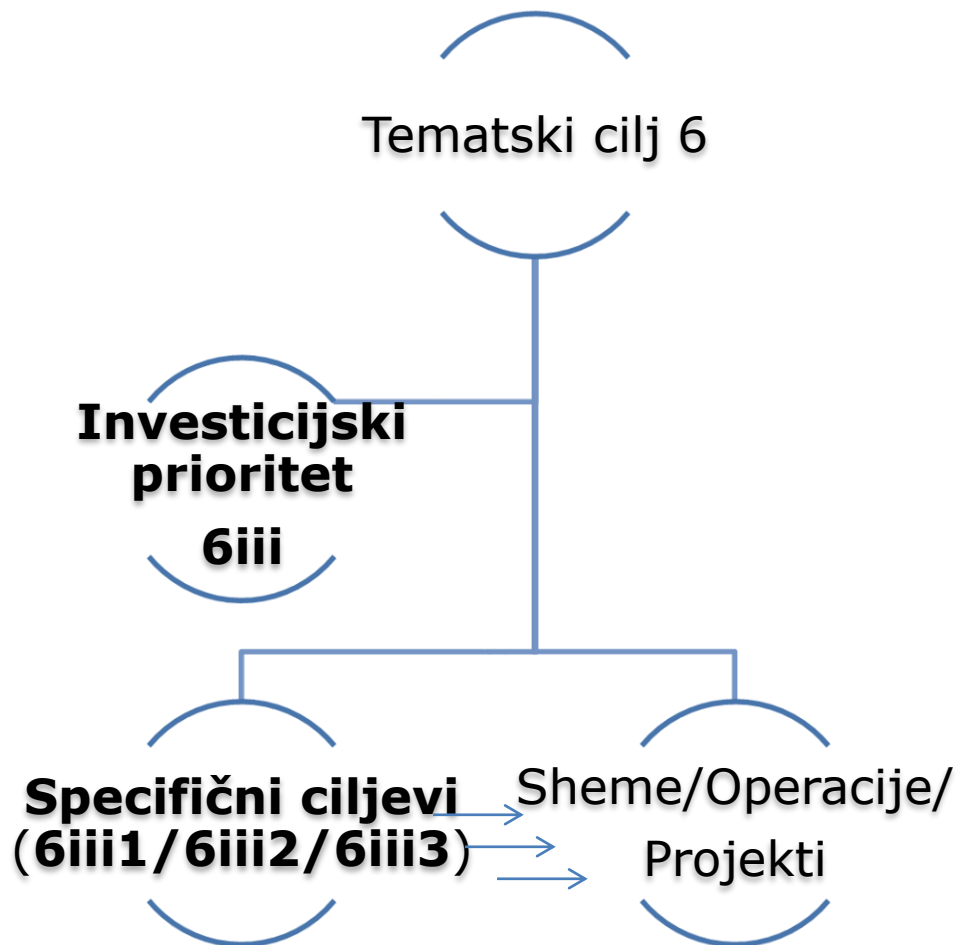 Tematski cilj 6
Investicijski
prioritet
6iii
Specifični ciljevi
(6iii1/6iii2/6iii3)
Sheme/Operacije/
Projekti